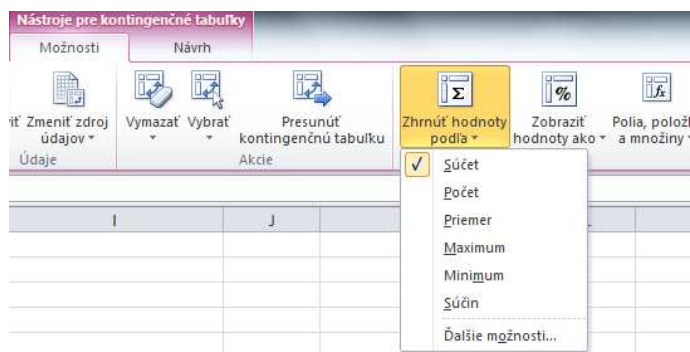 Nástroje pre kontingenčné tabuľky
Možnosti
Návrh
Zmeniť zdroj údajov
Vymazať
Vybrať
Presunúť kontingenčnú tabuľku
Zhrnúť hodnoty podľa
Zobraziť hodnoty ako
Polia, polož
a množiny
Údaje
Akcie
Súčet
Počet
Priemer
Maximum
Minimum
Súčin
Ďalšie možnosti...
I
J